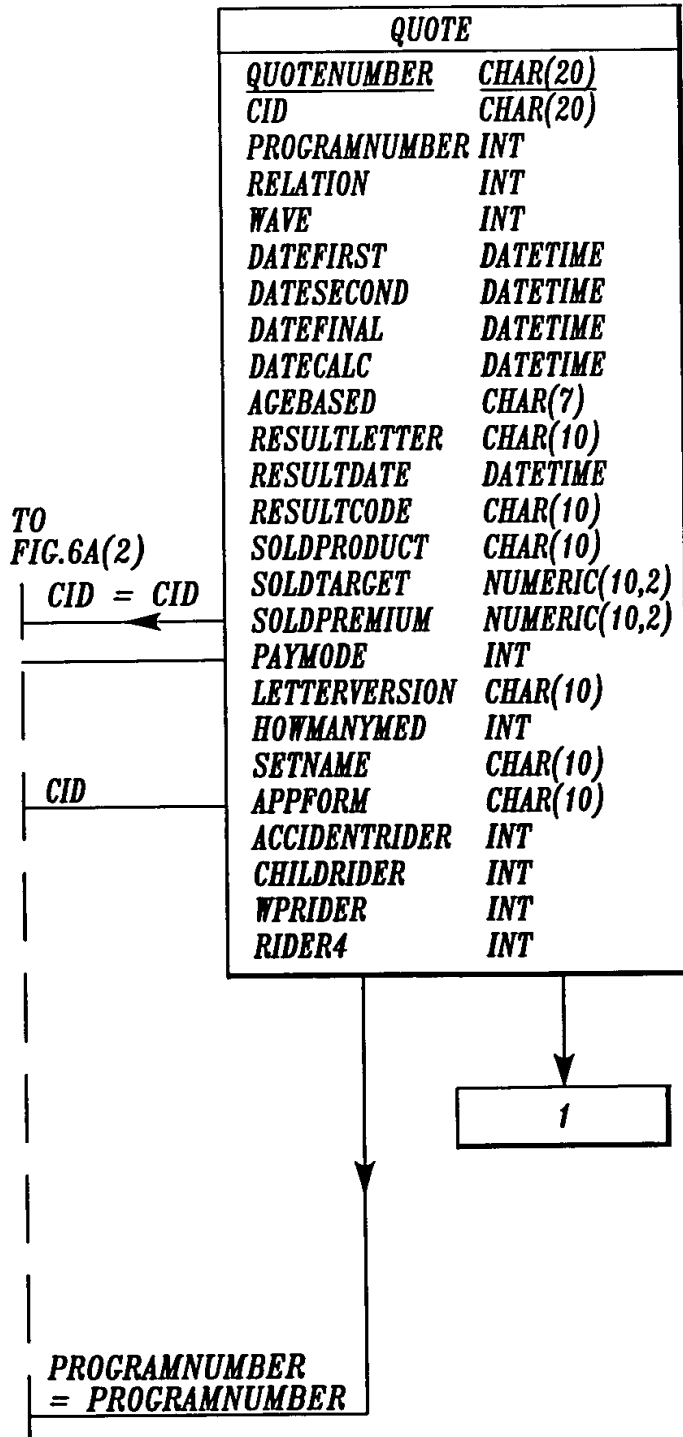 QUOTE
QUOTENUMBER CHAR(20)
CID CHAR(20)
PROGRAMNUMBER INT
RELATION INT
WAVE INT
DATEFIRST DATETIME
DATESECOND DATETIME
DATEFINAL DATETIME
DATECALC DATETIME
AGEBASED CHAR(7)
RESULTLETTER CHAR(10)
RESULTDATE DATETIME
RESULTCODE CHAR(10)
SOLDPRODUCT CHAR(10)
SOLDTARGET NUMERIC(10,2)
SOLDPREMIUM NUMERIC(10,2)
PAYMODE INT
LETTERVERSION CHAR(10)
HOWMANYMED INT
SETNAME CHAR(10)
APPFORM CHAR(10)
ACCIDENTRIDER INT
CHILDRIDER INT
WPRIDER INT
RIDER4 INT
TO
FIG.6A(2)
CID = CID
CID
1
PROGRAMNUMBER
= PROGRAMNUMBER